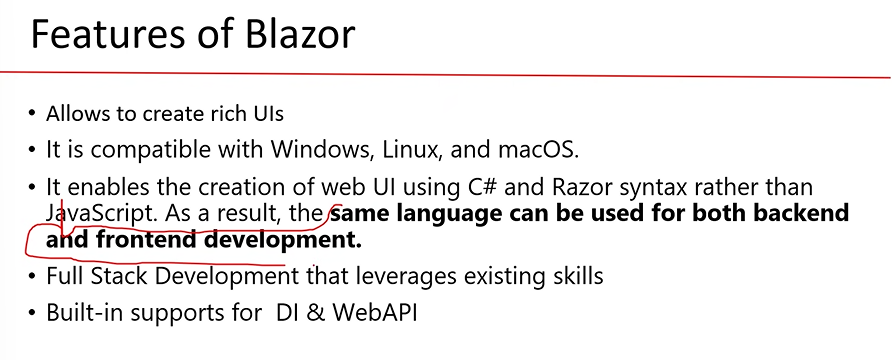 Features of Blazor
• Allows to create rich UIs
• It is compatible with Windows, Linux, and macOS.
• It enables the creation of web UI using C# and Razor syntax rather than
JavaScript. As a result, the same language can be used for both backend
and frontend development.
• Full Stack Development that leverages existing skills
• Built-in supports for  DI & WebAPI